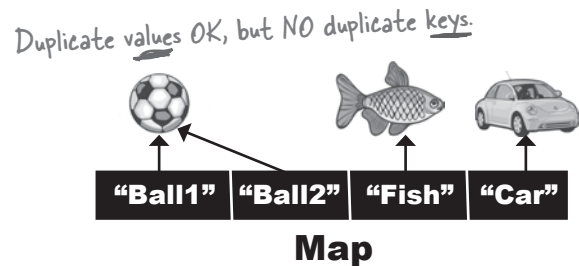 Duplicate values OK, but NO duplicate keys.
“Ball1” “Ball2” “Fish” “Car”
Map